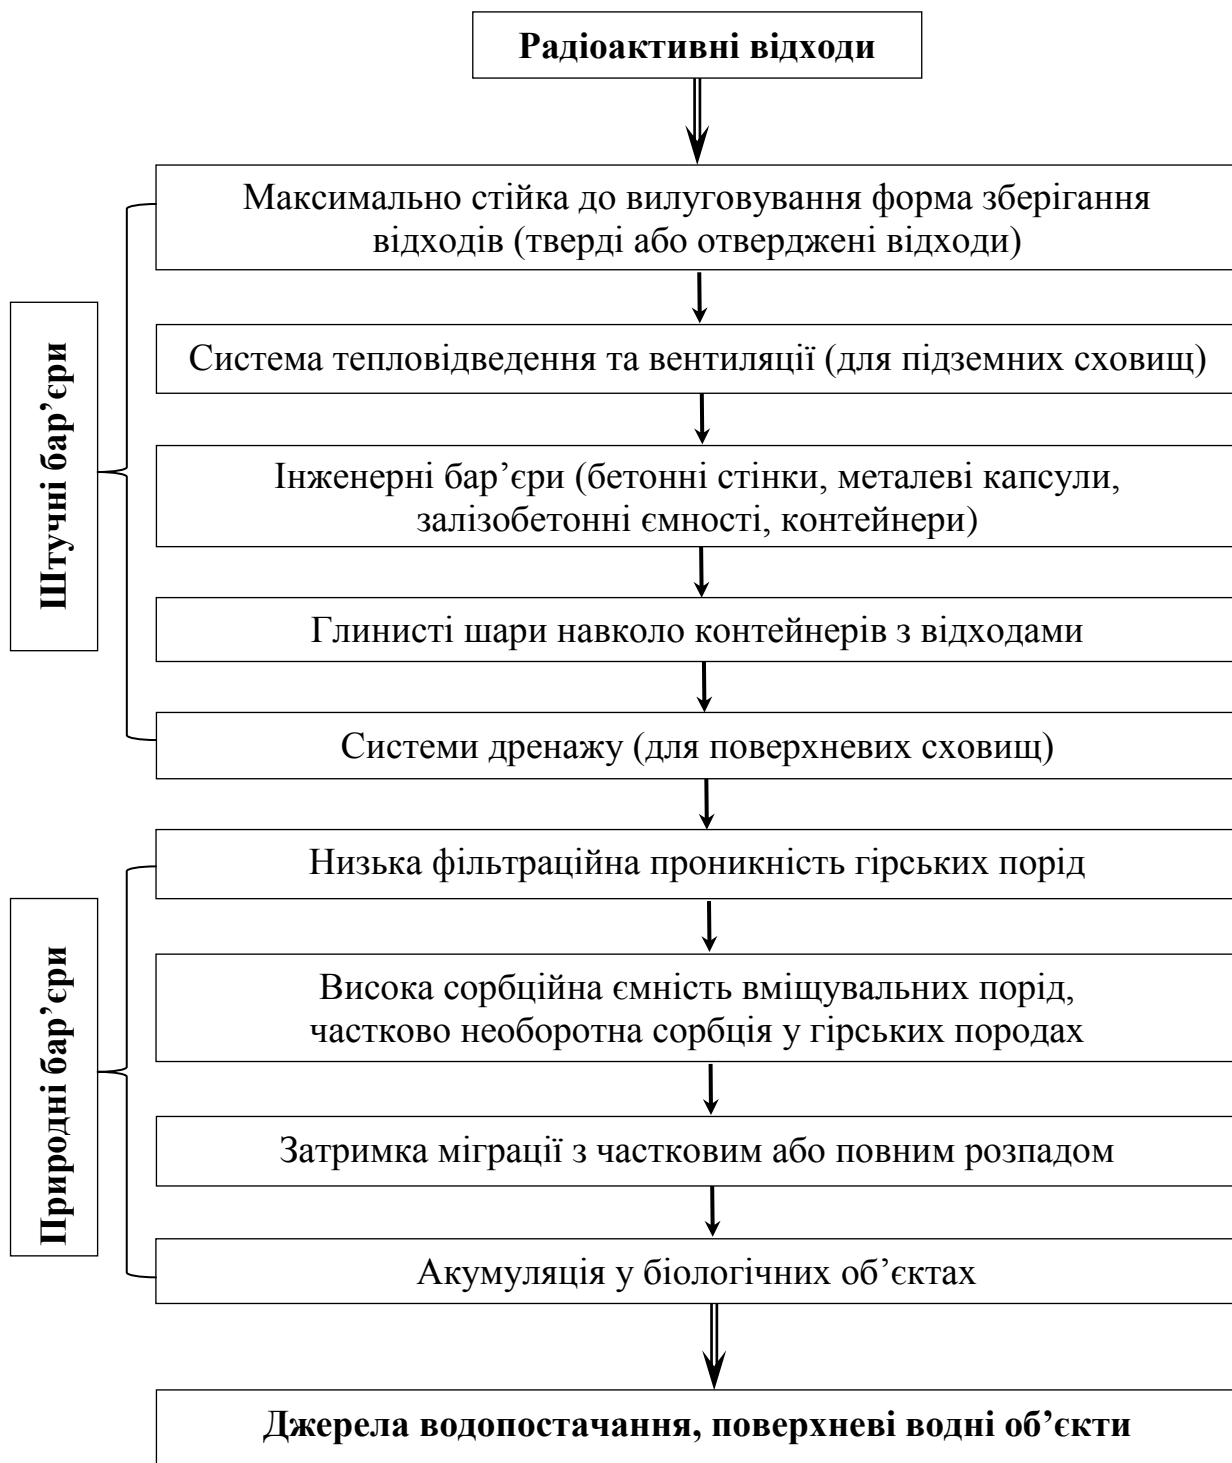 Радіоактивні відходи
Максимально стійка до вилуговування форма зберігання
відходів (тверді або отверджені відходи)
Система тепловідведення та вентиляції (для підземних сховищ)
Інженерні бар’єри (бетонні стінки, металеві капсули,
залізобетонні ємності, контейнери)
Глинисті шари навколо контейнерів з відходами
Системи дренажу (для поверхневих сховищ)
Штучні бар’єри
Низька фільтраційна проникність гірських порід
Висока сорбційна ємність вміщувальних порід,
частково необоротна сорбція у гірських породах
Затримка міграції з частковим або повним розпадом
Акумуляція у біологічних об’єктах
Природні бар’єри
Джерела водопостачання, поверхневі водні об’єкти